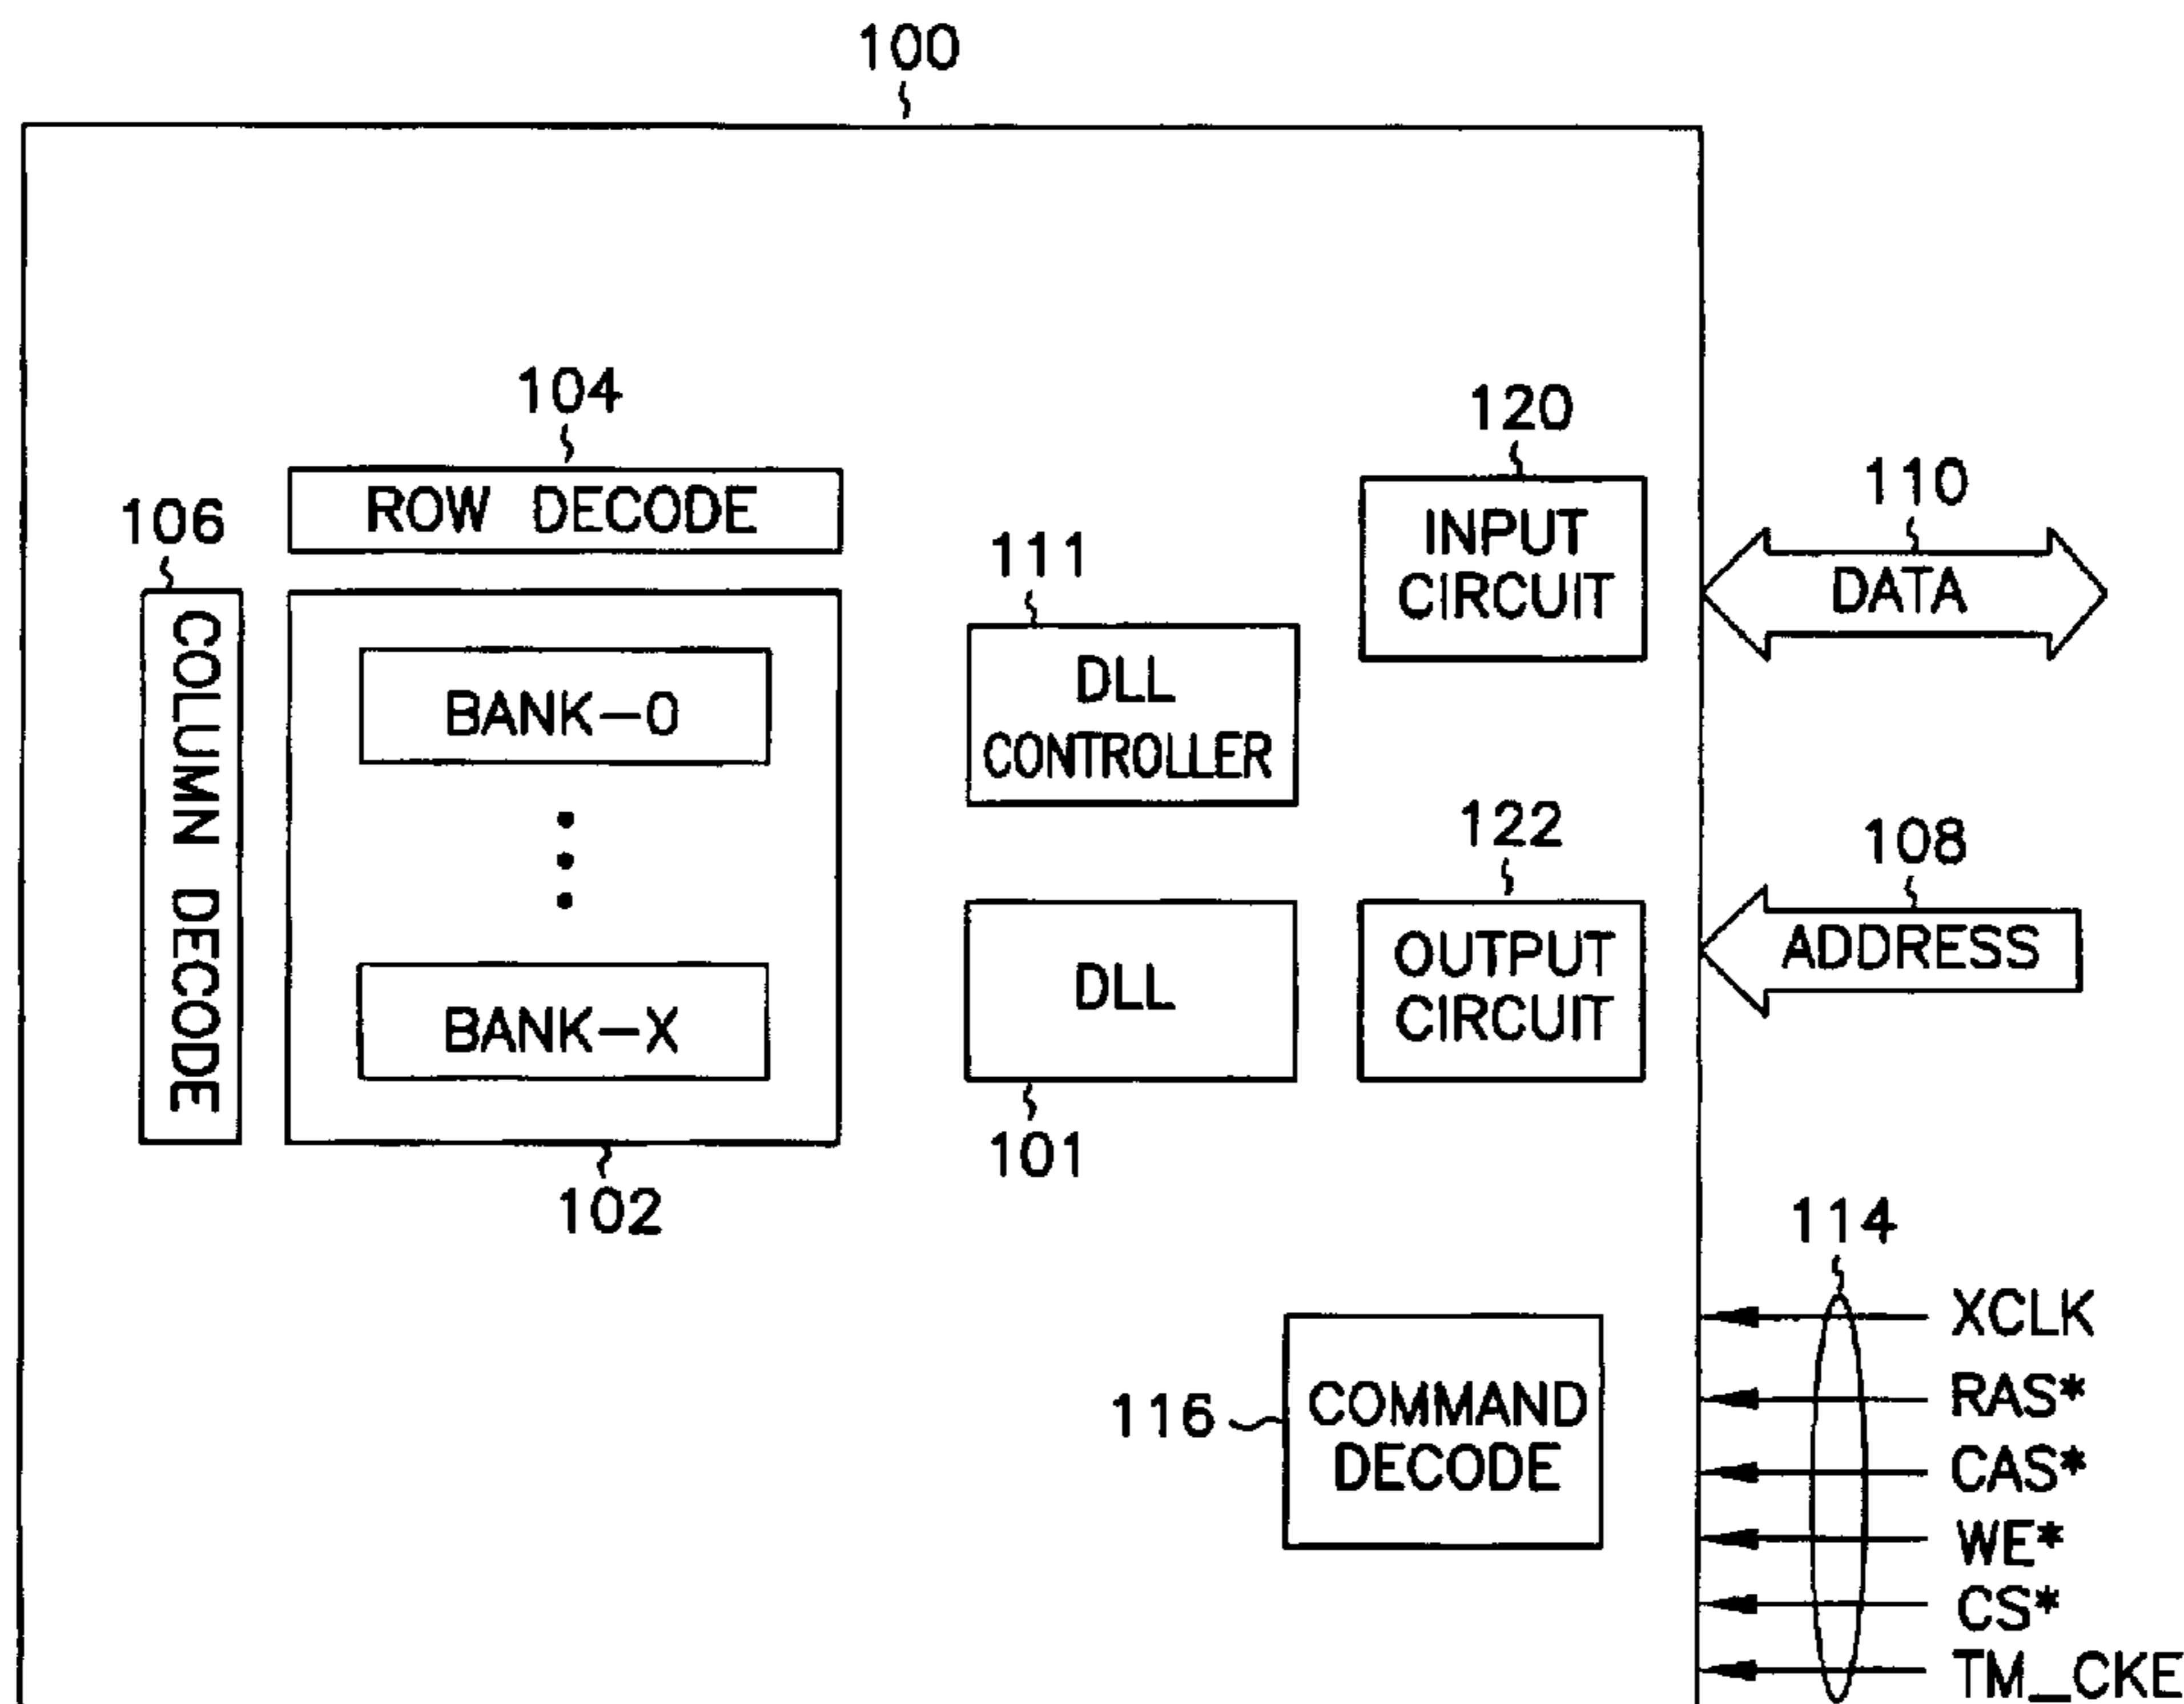 100
104
ROW DECODE
106
COLUMN DECODE
BANK-0
BANK-X
102
111
DLL
CONTROLLER
DLL
101
120
INPUT
CIRCUIT
122
OUTPUT
CIRCUIT
110
DATA
108
ADDRESS
116
COMMAND
DECODE
114
XCLK
RAS*
CAS*
WE*
CS*
TM_CKE